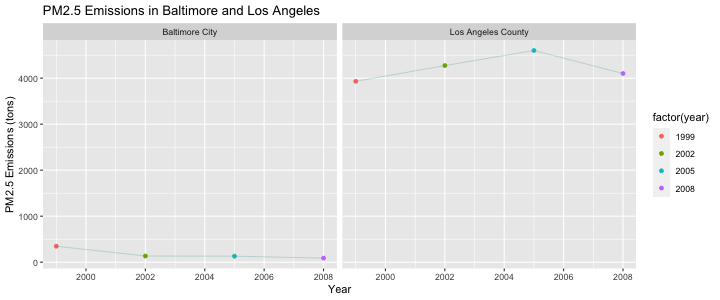 PM2.5 Emissions in Baltimore and Los Angeles
Baltimore City
Los Angeles County
PM2.5 Emissions (tons)
4000
3000
2000
1000
0
2000 2002 2004 2006 2008
2000 2002 2004 2006 2008
Year
factor(year)
1999
2002
2005
2008